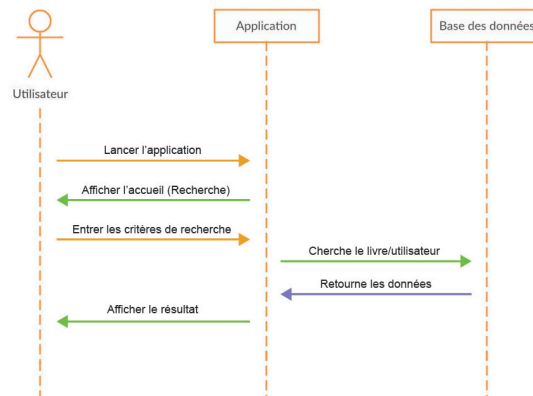 Application
Base des données
Utilisateur
Lancer l'application
Afficher l'accueil (Recherche)
Entrer les critères de recherche
Cherche le livre/utilisateur
Retourne les données
Afficher le résultat